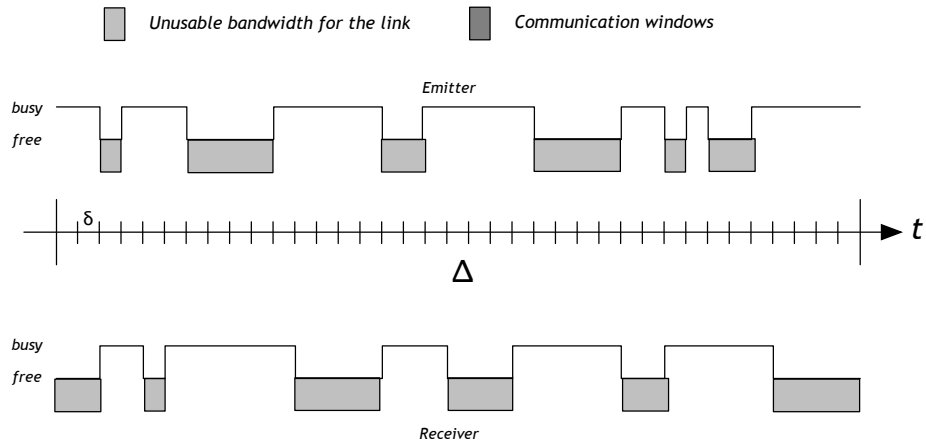 Unusable bandwidth for the link
Communication windows
Emitter
busy
free
δ
t
Δ
busy
free
Receiver